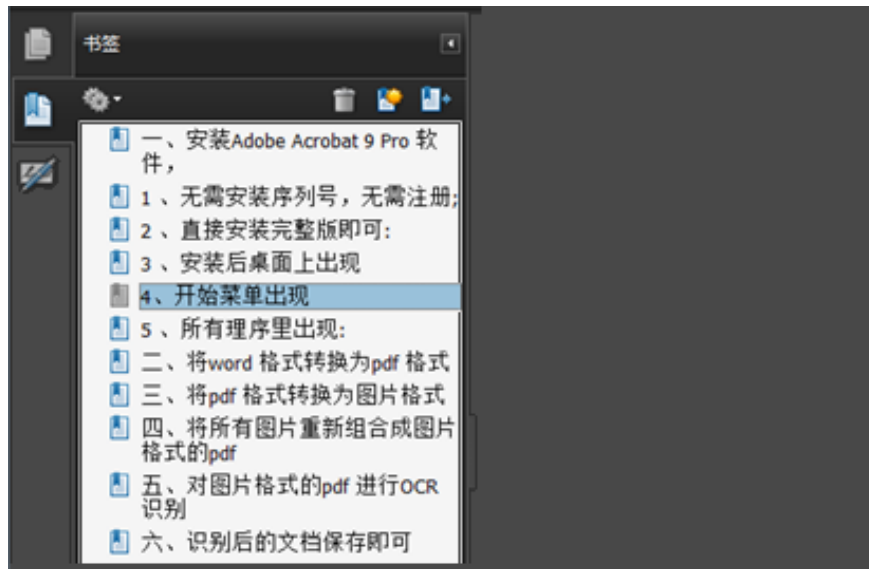 书签
一、安装Adobe Acrobat 9 Pro 软
件，
1 、无需安装序列号，无需注册;
2 、直接安装完整版即可:
3 、安装后桌面上出现
4、开始菜单出现
5 、所有理序里出现:
二、将word 格式转换为pdf 格式
三、将pdf 格式转换为图片格式
四、将所有图片重新组合成图片
格式的pdf
五、对图片格式的pdf 进行OCR
识别
六、识别后的文档保存即可